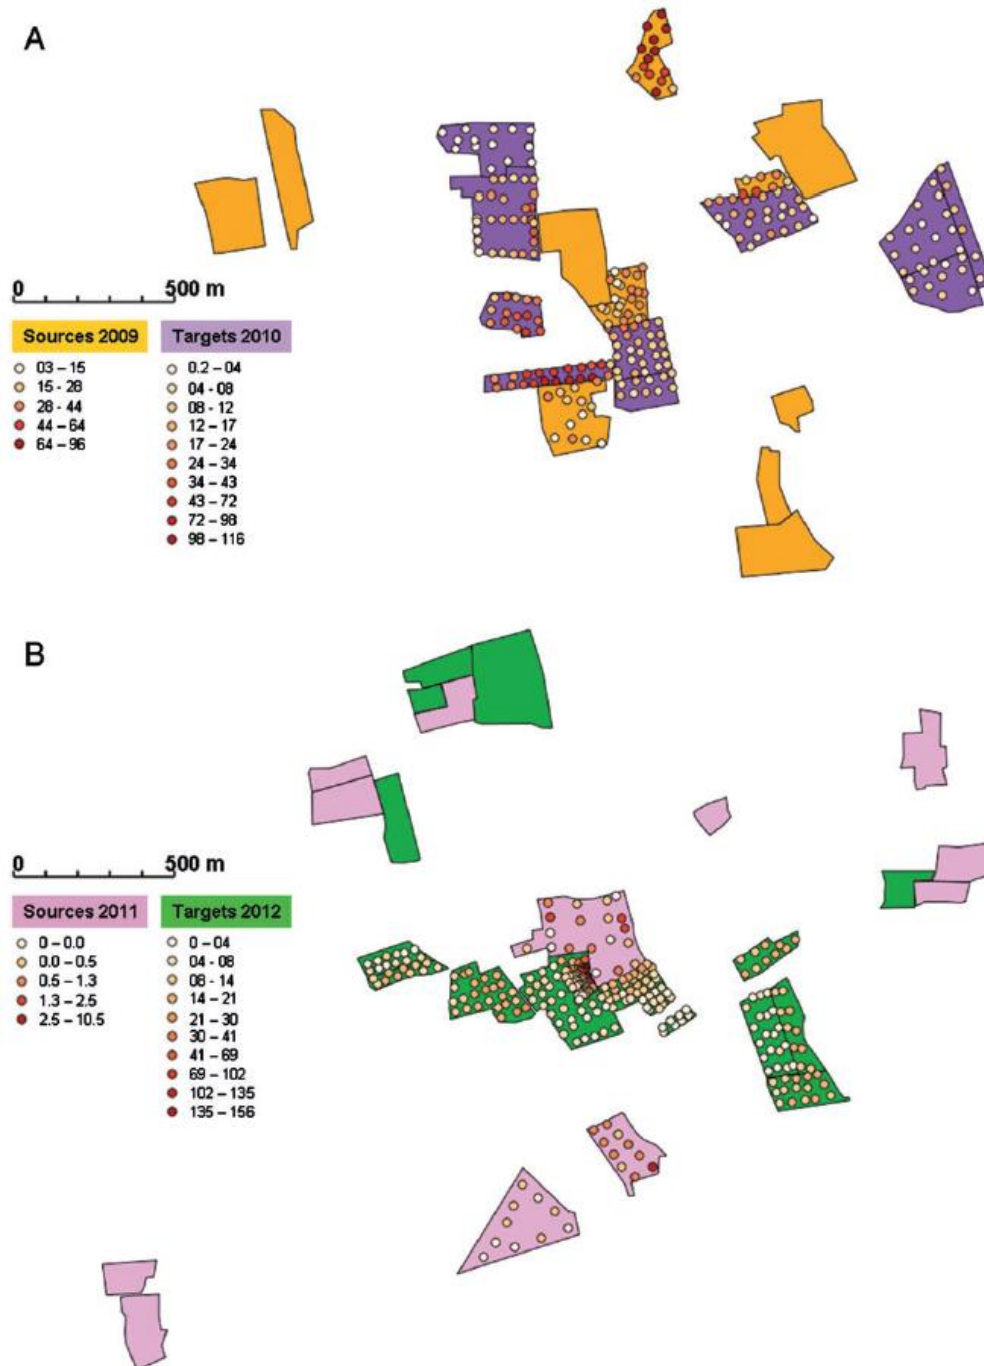 A
0 500 m
Sources 2009 Targets 2010
03 – 15 0.2 – 04
15 - 28 04 - 08
28 - 44 08 – 12
44 – 64 12 – 17
64 – 96 17 – 24
24 – 34
34 – 43
43 – 72
72 – 98
98 – 116
B
0 500 m
Sources 2011 Targets 2012
0 – 0.0 0 – 04
0.0 – 0.5 04 – 08
0.5 – 1.3 08 – 14
1.3 – 2.5 14 – 21
2.5 – 10.5 21 – 30
30 – 41
41 – 69
69 – 102
102 – 135
135 – 156